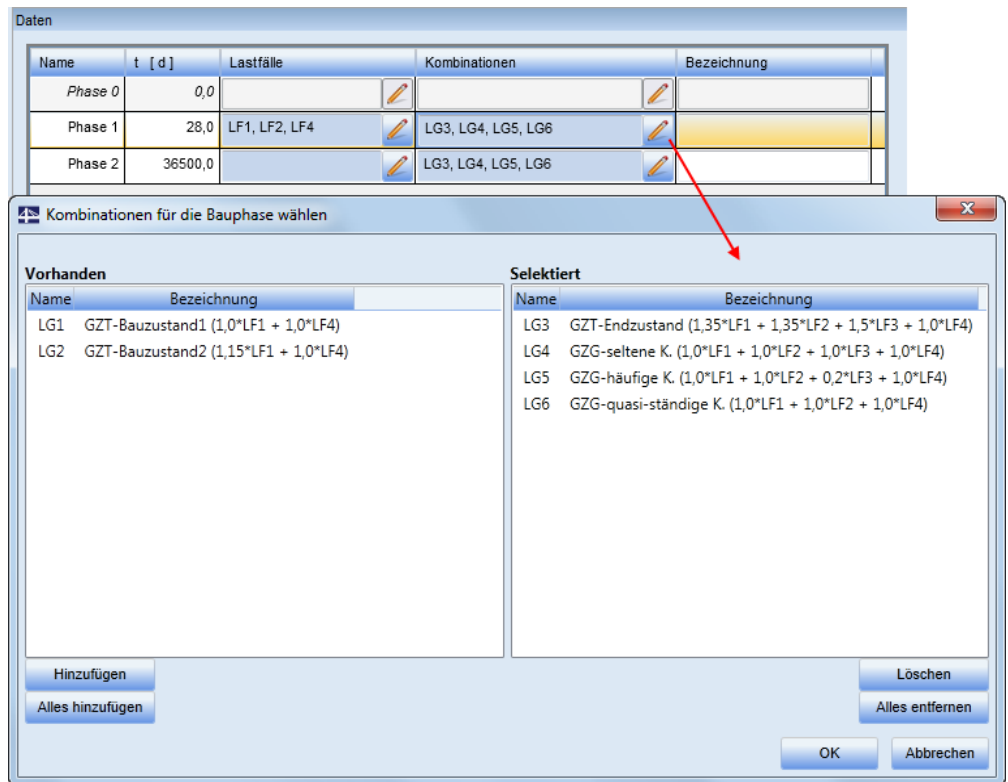 Daten
Name t [d] Lastfälle Kombinationen Bezeichnung
Phase 0 0,0
Phase 1 28,0 LF1, LF2, LF4 LG3, LG4, LG5, LG6
Phase 2 36500,0 LG3, LG4, LG5, LG6
Kombinationen für die Bauphase wählen
Vorhanden Selektiert
Name Bezeichnung Name Bezeichnung
LG1 GZT-Bauzustand1 (1,0*LF1 + 1,0*LF4) LG3 GZT-Endzustand (1,35*LF1 + 1,35*LF2 + 1,5*LF3 + 1,0*LF4)
LG2 GZT-Bauzustand2 (1,15*LF1 + 1,0*LF4) LG4 GZG-seltene K. (1,0*LF1 + 1,0*LF2 + 1,0*LF3 + 1,0*LF4)
LG5 GZG-häufige K. (1,0*LF1 + 1,0*LF2 + 0,2*LF3 + 1,0*LF4)
LG6 GZG-quasi-ständige K. (1,0*LF1 + 1,0*LF2 + 1,0*LF4)
Hinzufügen Löschen
Alles hinzufügen Alles entfernen
OK Abbrechen